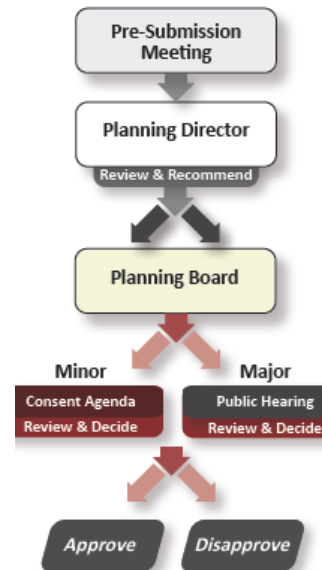 Pre-Submission
Meeting
Planning Director
Review & Recommend
Planning Board
Minor
Major
Consent Agenda
Public Hearing
Review & Decide
Review & Decide
Approve
Disapprove